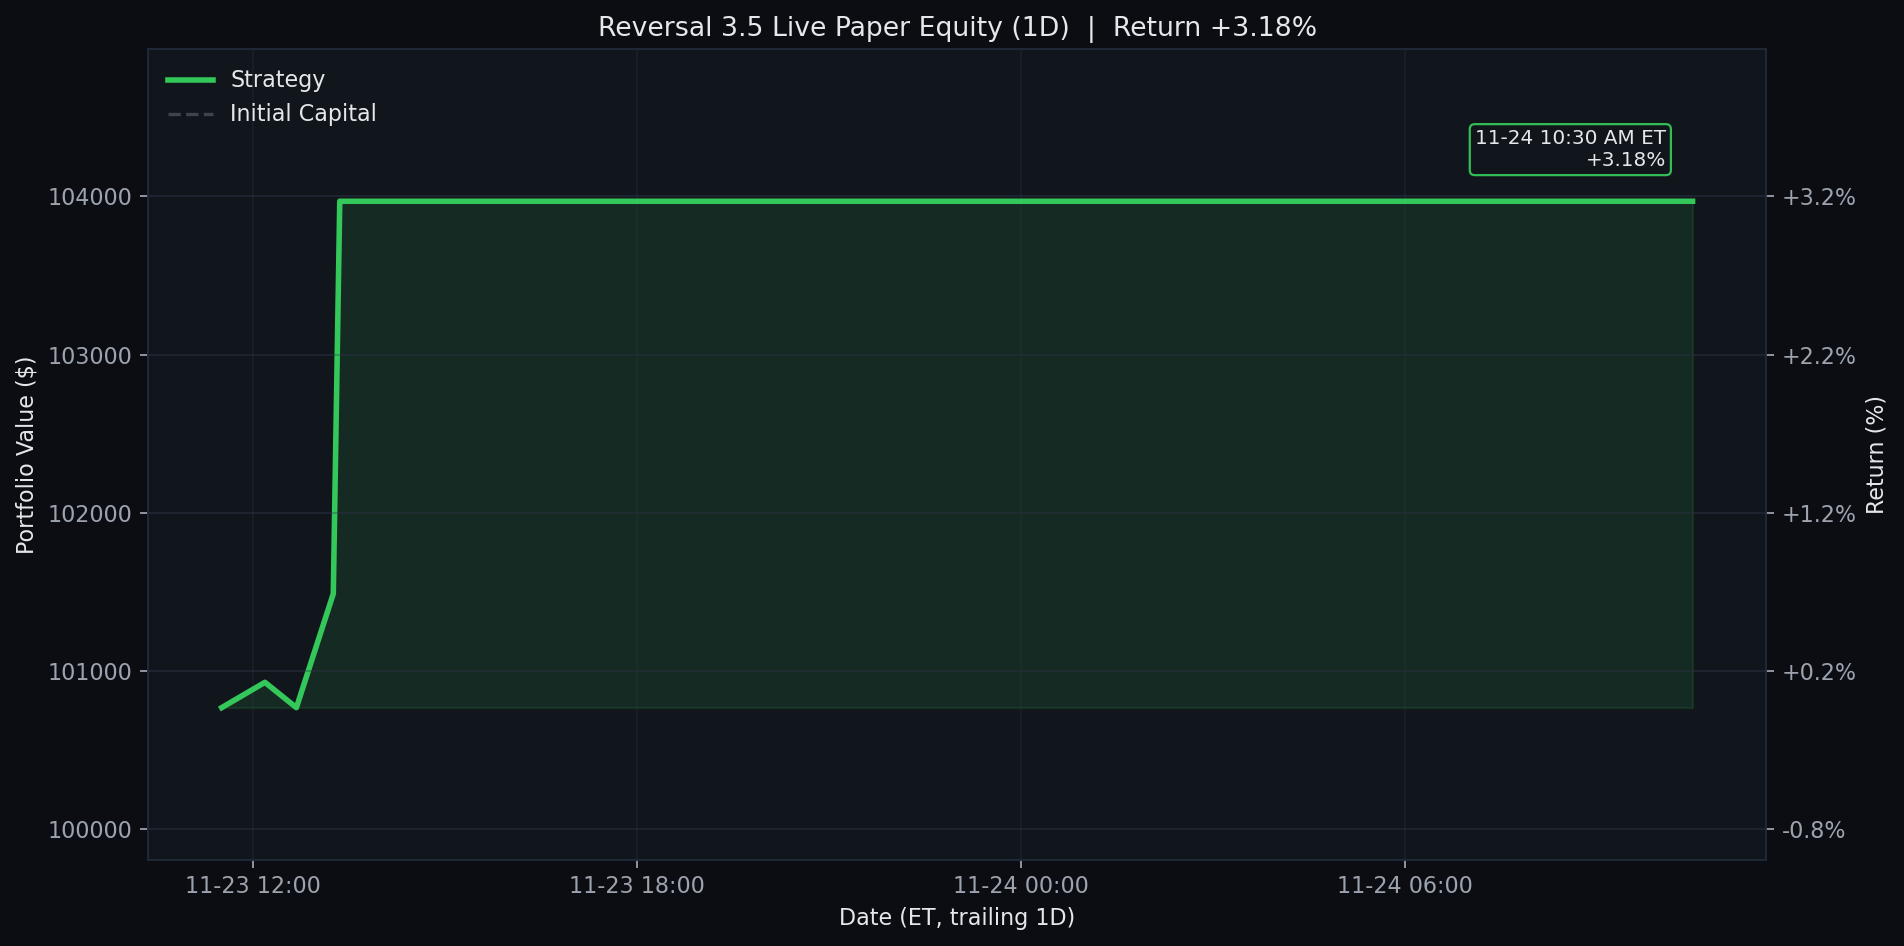 Reversal 3.5 Live Paper Equity (1D) | Return +3.18%
Strategy
Initial Capital
11-24 10:30 AM ET
+3.18%
Portfolio Value ($)
104000
103000
102000
101000
100000
+3.2%
+2.2%
+1.2%
+0.2%
-0.8%
Return (%)
11-23 12:00
11-23 18:00
11-24 00:00
11-24 06:00
Date (ET, trailing 1D)